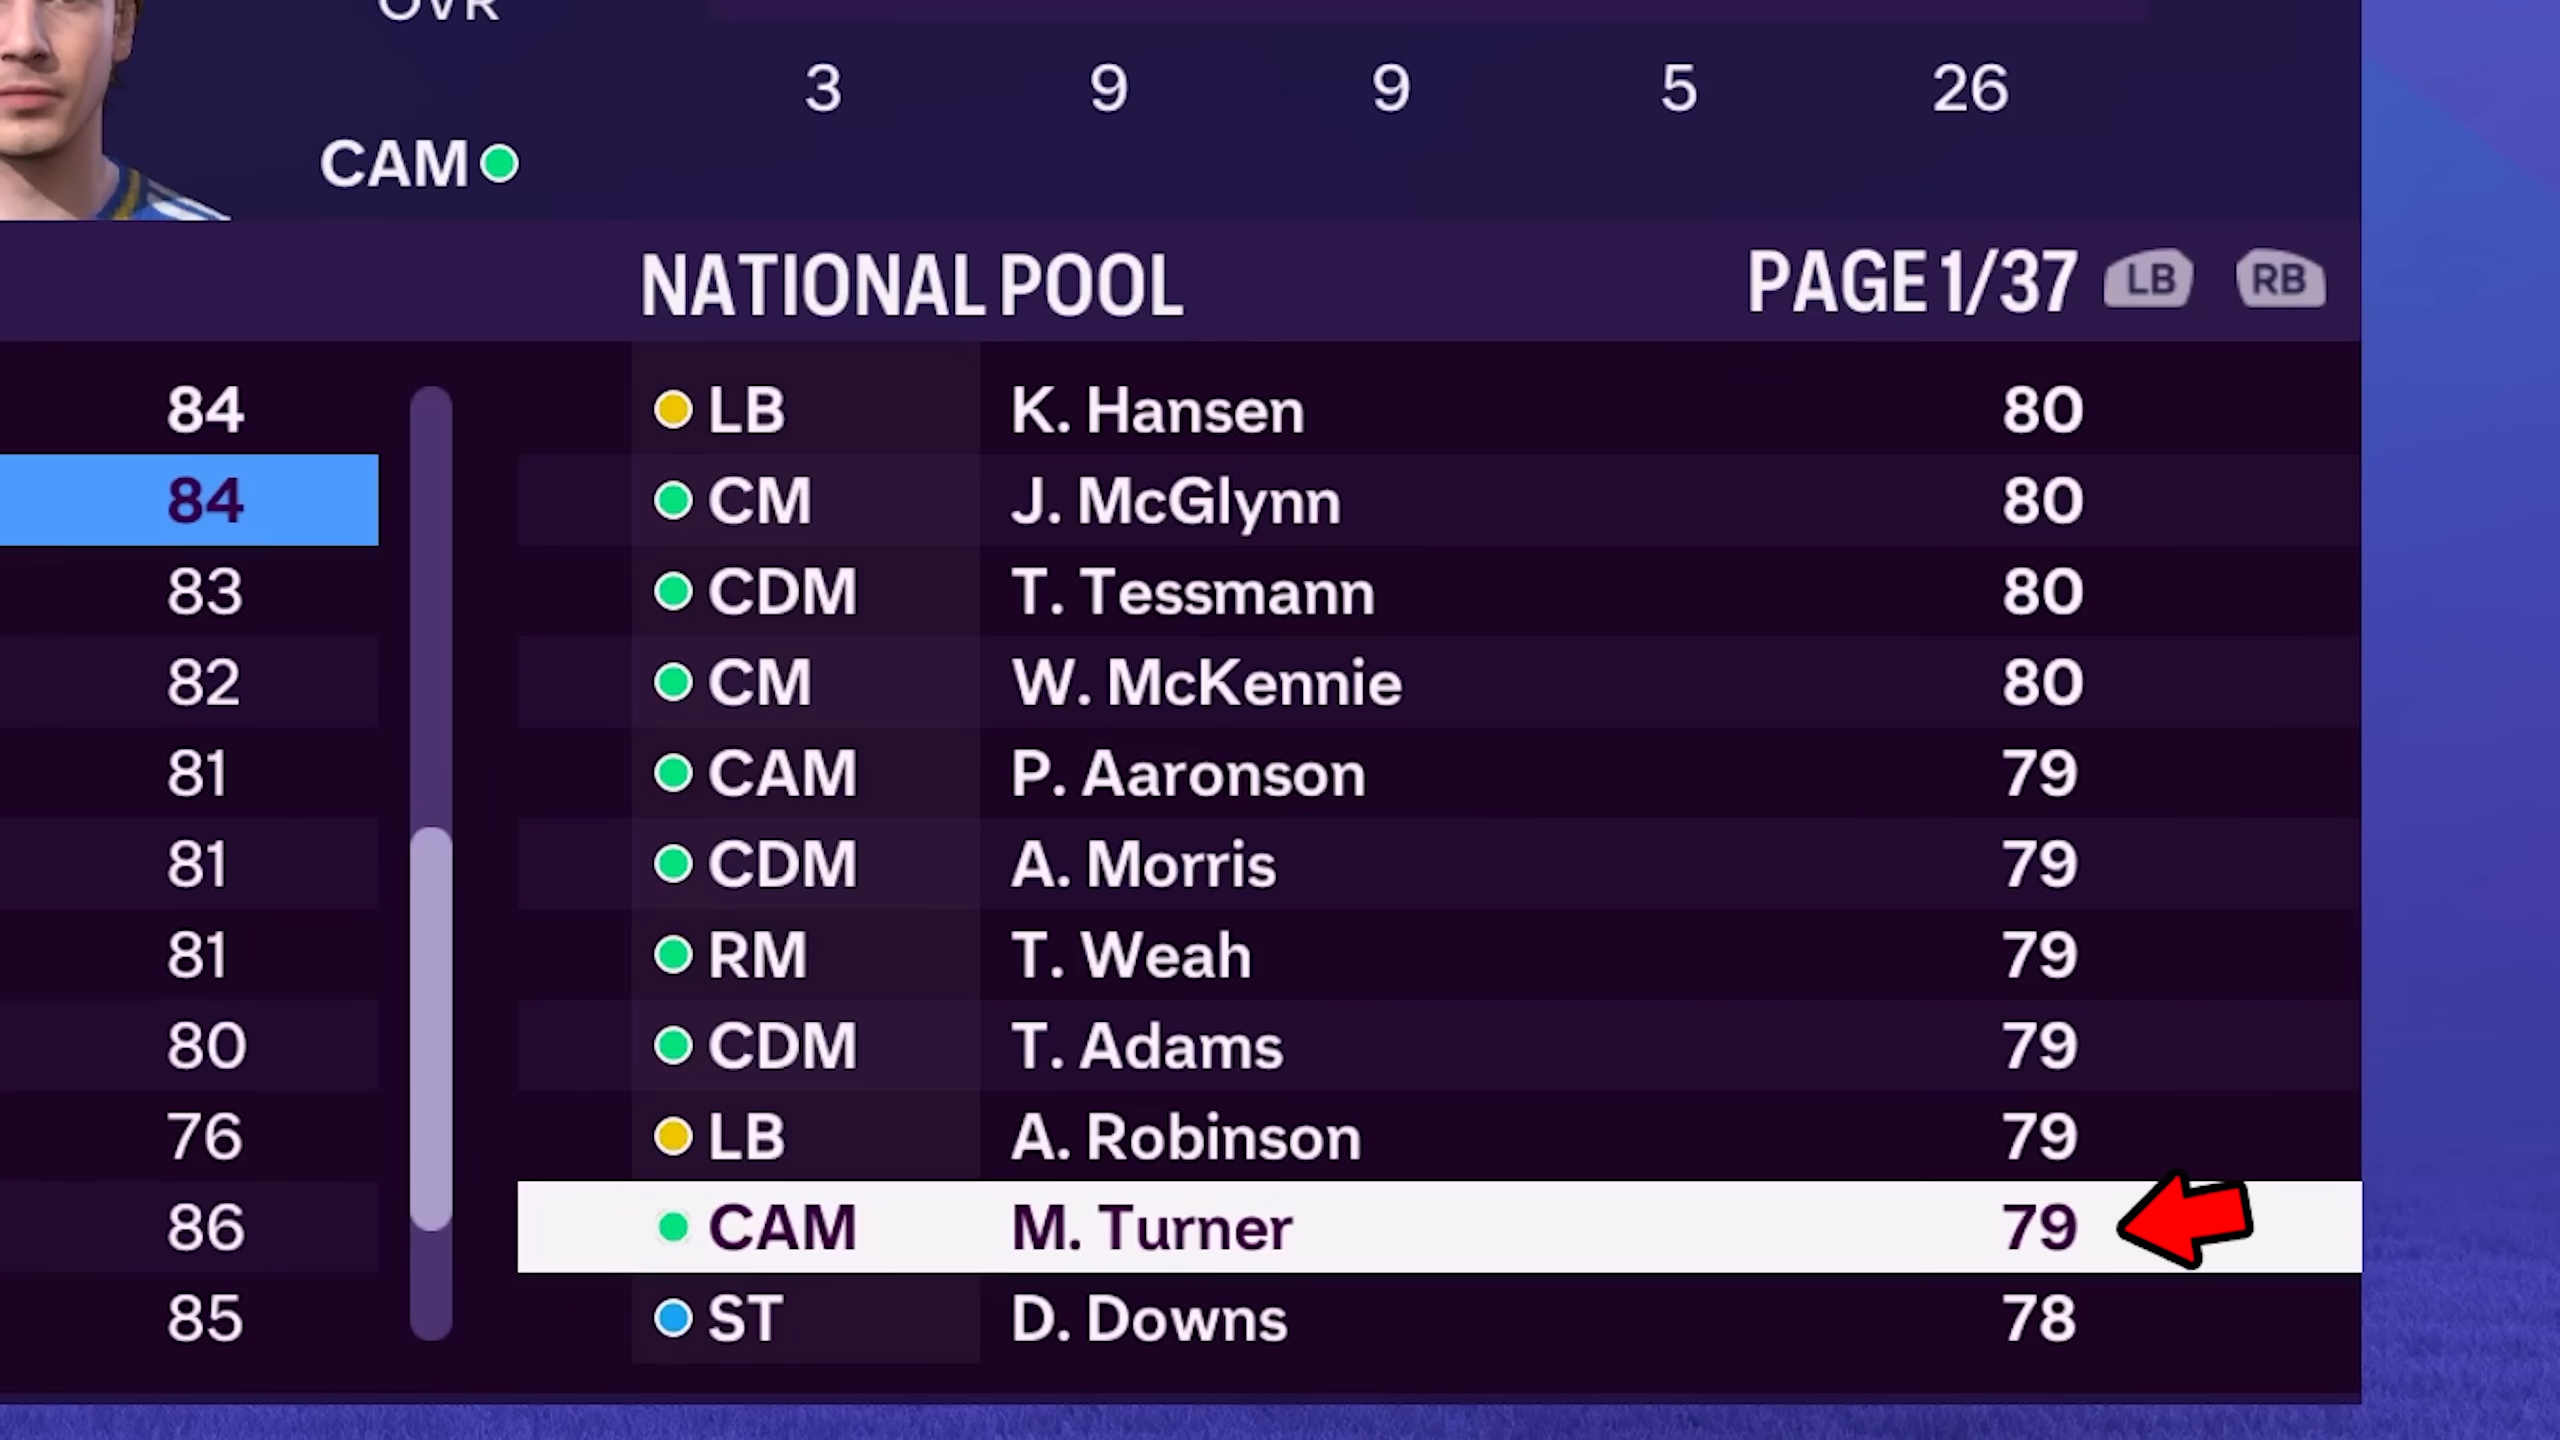 OVR
3 9 9 5 26
CAM
NATIONAL POOL PAGE 1/37 LB RB
84 LB K. Hansen 80
84 CM J. McGlynn 80
83 CDM T. Tessmann 80
82 CM W. McKennie 80
81 CAM P. Aaronson 79
81 CDM A. Morris 79
81 RM T. Weah 79
80 CDM T. Adams 79
76 LB A. Robinson 79
86 CAM M. Turner 79
85 ST D. Downs 78